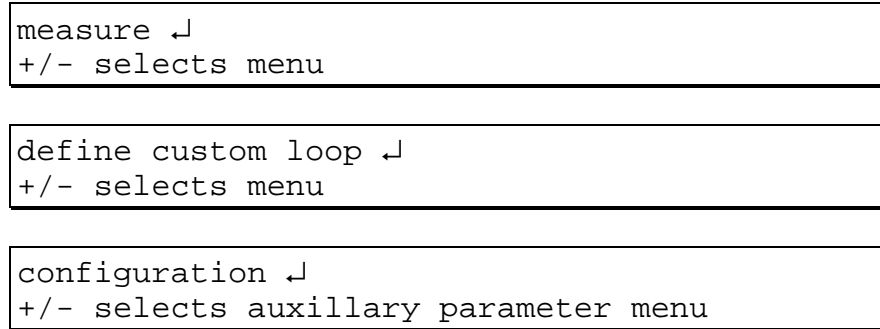 measure ↵
+/- selects menu
define custom loop ↵
+/- selects menu
configuration ↵
+/- selects auxillary parameter menu